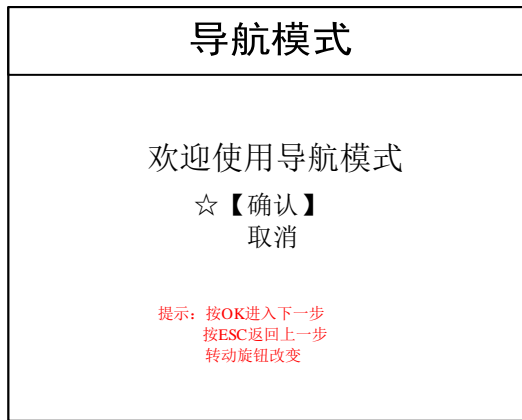 导航模式
欢迎使用导航模式
☆【确认】
取消
提示：按OK进入下一步
按ESC返回上一步
转动旋钮改变